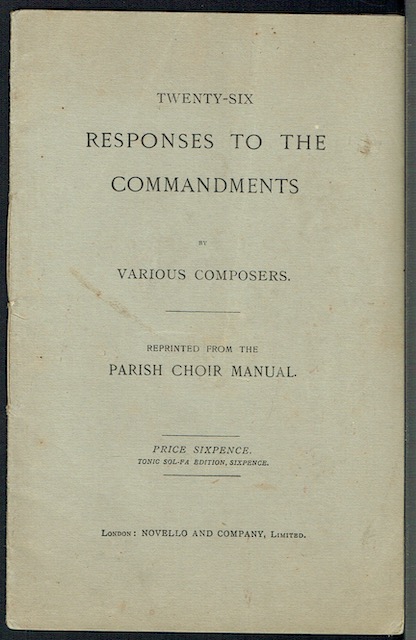 TWENTY-SIX
RESPONSES TO THE
COMMANDMENTS
BY
VARIOUS COMPOSERS.
REPRINTED FROM THE
PARISH CHOIR MANUAL.
PRICE SIXPENCE.
TONIC SOL-FA EDITION, SIXPENCE.
LONDON: NOVELLO AND COMPANY, LIMITED.